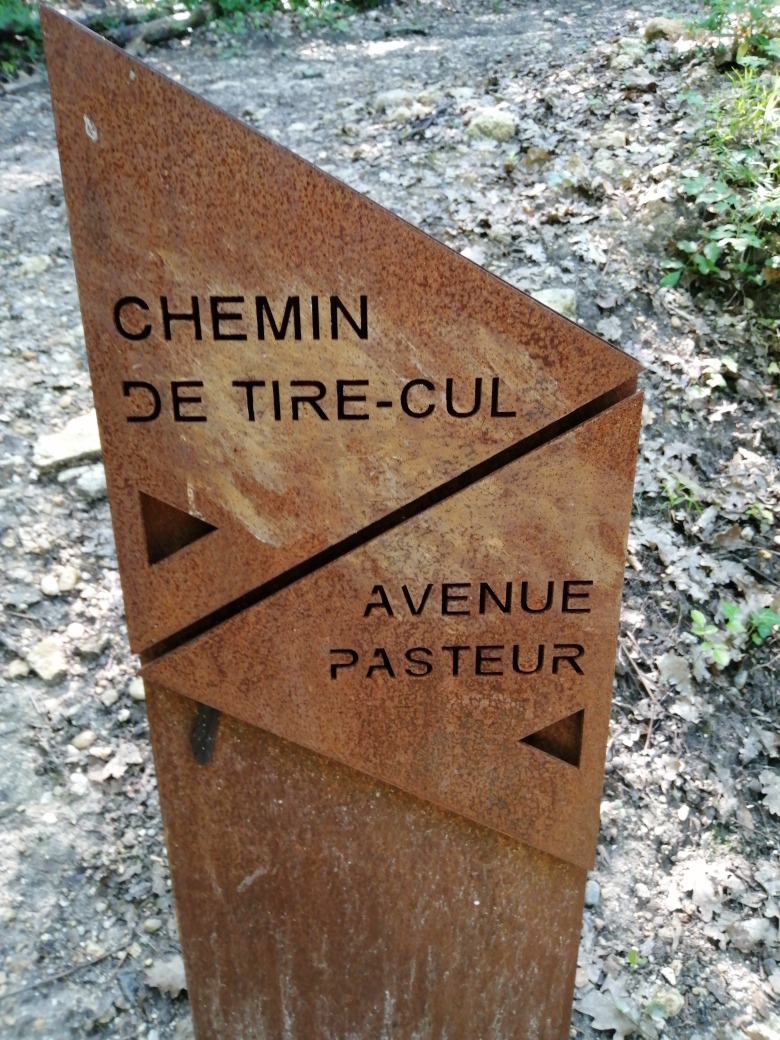 CHEMIN
DE TIRE-CUL
AVENUE
PASTEUR